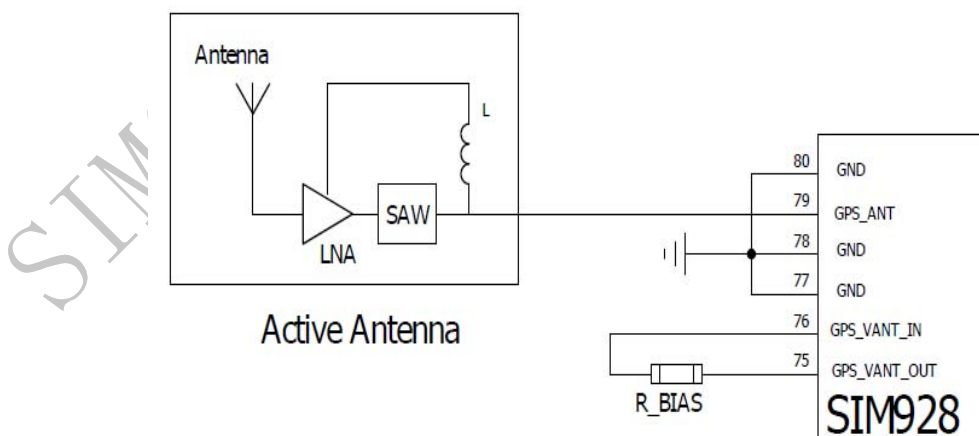 Antenna
L
LNA
SAW
Active Antenna
80 GND
79 GPS_ANT
78 GND
77 GND
76 GPS_VANT_IN
75 GPS_VANT_OUT
R_BIAS
SIM928
SIM